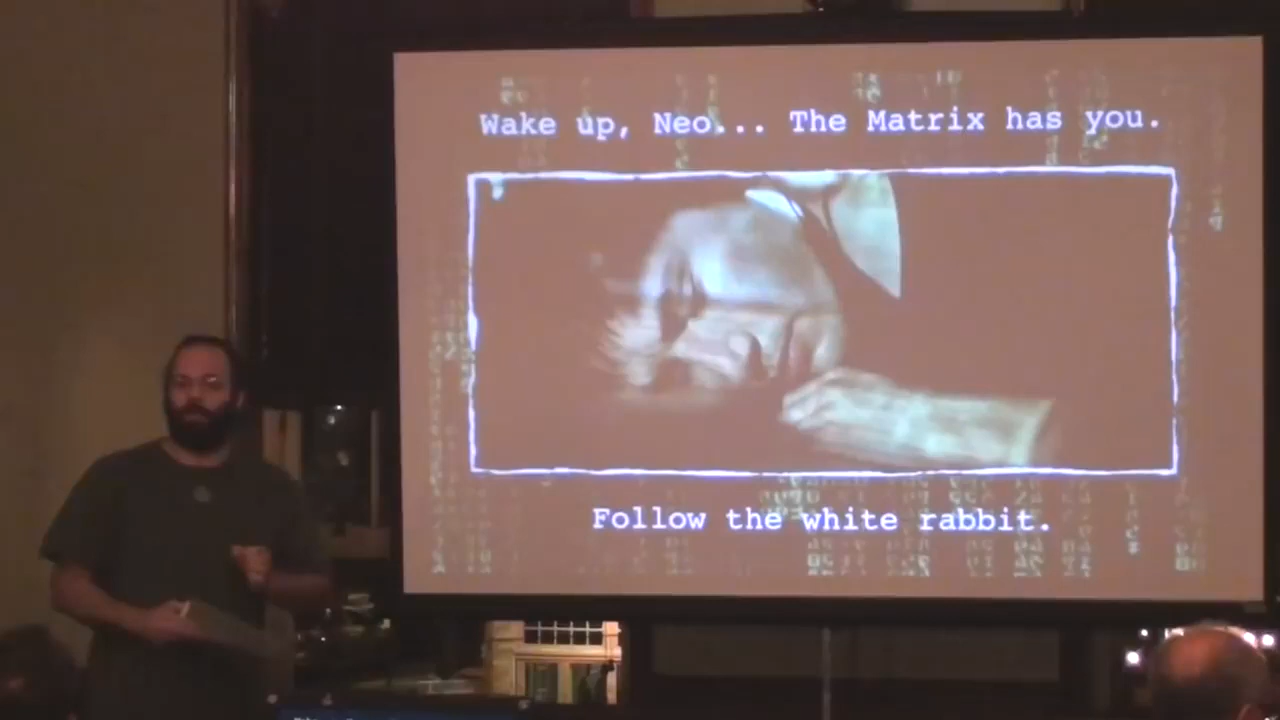 Wake up, Neo... The Matrix has you.
Follow the white rabbit.